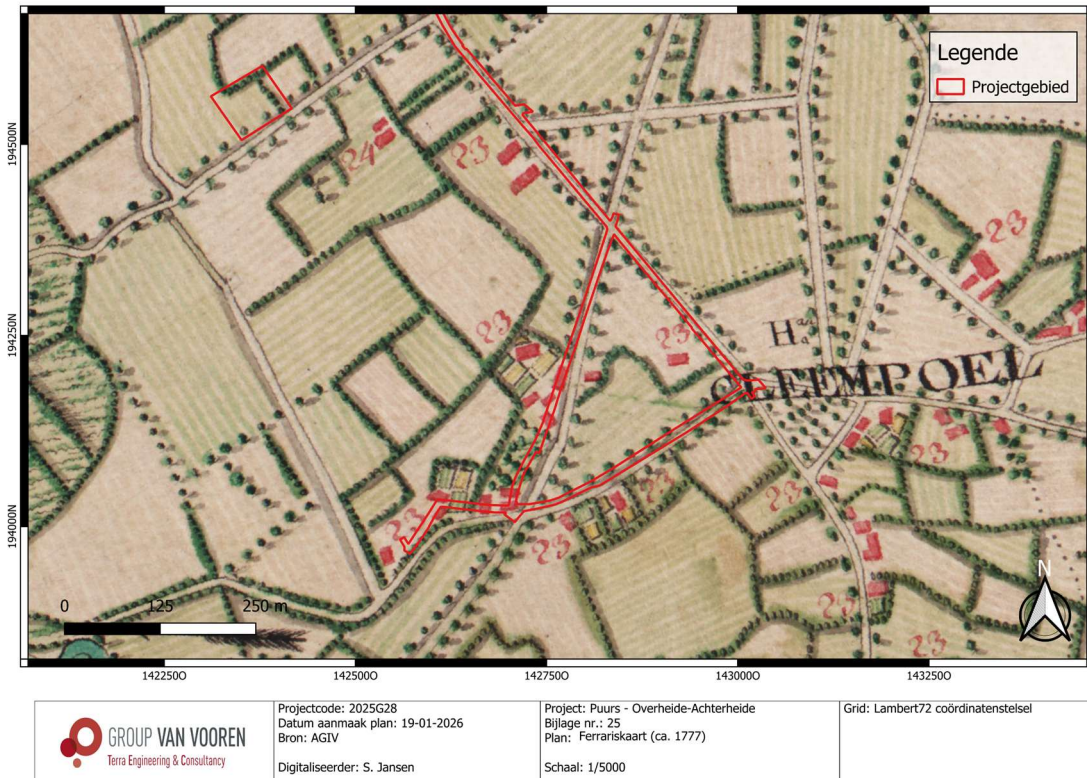 Legende
Projectgebied
24
23
23
23
23
23
23
23
23
23
23
23
N
0 125 250 m
194500N
194250N
194000N
142250O 142500O 142750O 143000O 143250O
GROUP VAN VOOREN
Terra Engineering & Consultancy
Projectcode: 2025G28
Datum aanmaak plan: 19-01-2026
Bron: AGIV
Digitaliseerder: S. Jansen
Project: Puurs - Overheide-Achterheide
Bijlage nr.: 25
Plan: Ferrariskaart (ca. 1777)
Schaal: 1/5000
Grid: Lambert72 coördinatenstelsel